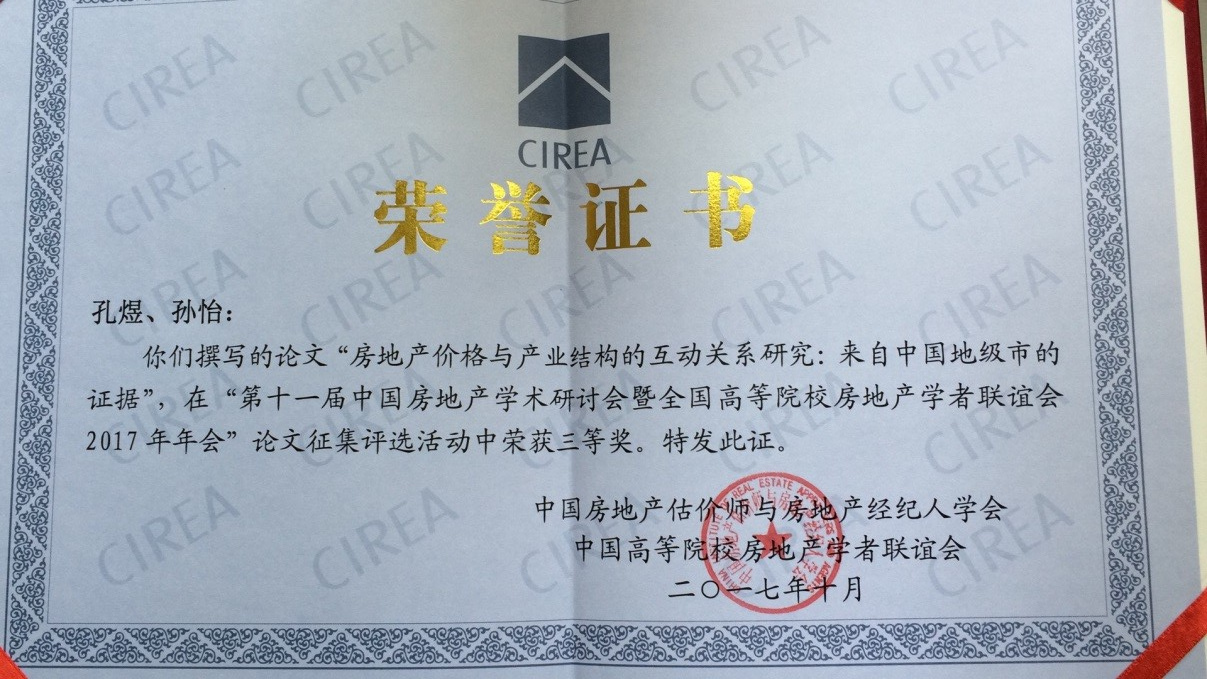 CIREA
荣誉证书
孔煜、孙怡：
你们撰写的论文“房地产价格与产业结构的互动关系研究：来自中国地级市的
证据”，在“第十一届中国房地产学术研讨会暨全国高等院校房地产学者联谊会
2017年年会”论文征集评选活动中荣获三等奖。特发此证。
中国房地产估价师与房地产经纪人学会
中国高等院校房地产学者联谊会
二〇一七年十月